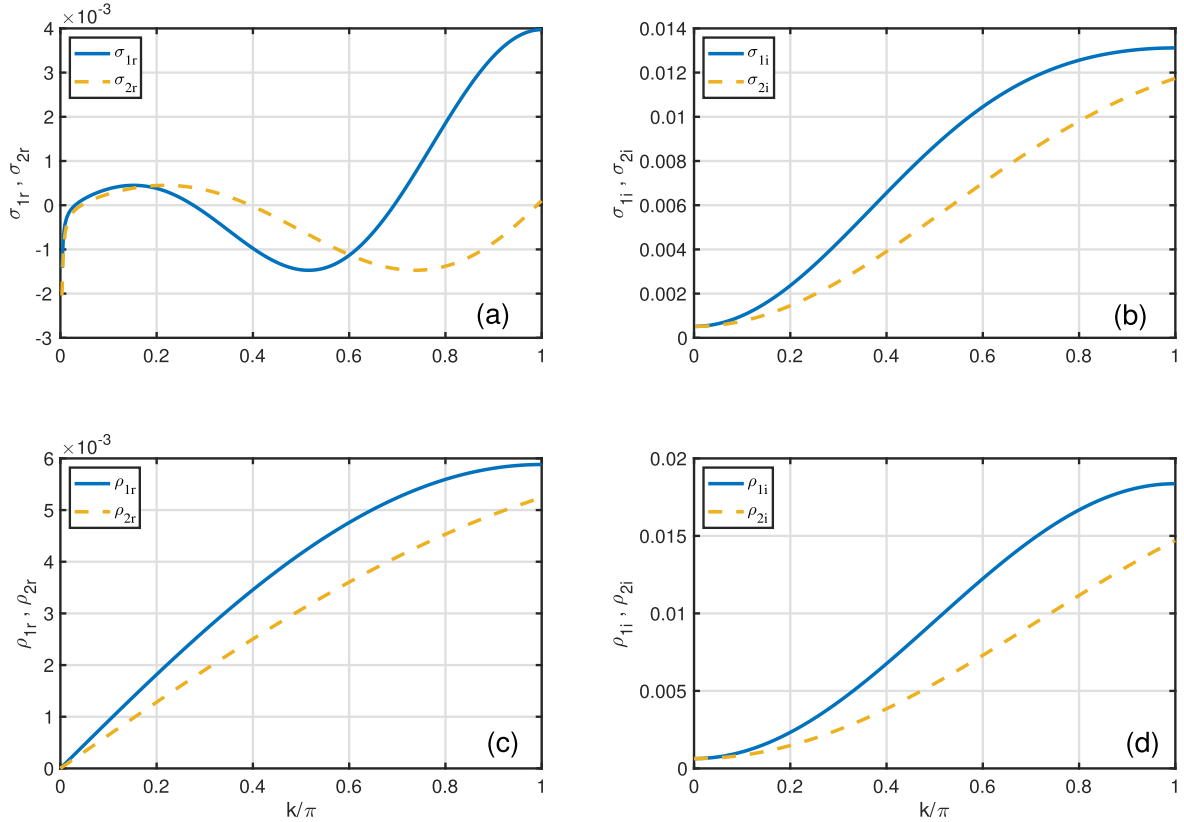 ×10⁻³
4
3
2
1
0
-1
-2
-3
σ1r , σ2r
σ1r
σ2r
(a)
0 0.2 0.4 0.6 0.8 1
0.014
0.012
0.01
0.008
0.006
0.004
0.002
0
σ1i , σ2i
σ1i
σ2i
(b)
0 0.2 0.4 0.6 0.8 1
×10⁻³
6
5
4
3
2
1
0
ρ1r , ρ2r
ρ1r
ρ2r
(c)
0 0.2 0.4 0.6 0.8 1
k/π
0.02
0.015
0.01
0.005
0
ρ1i , ρ2i
ρ1i
ρ2i
(d)
0 0.2 0.4 0.6 0.8 1
k/π